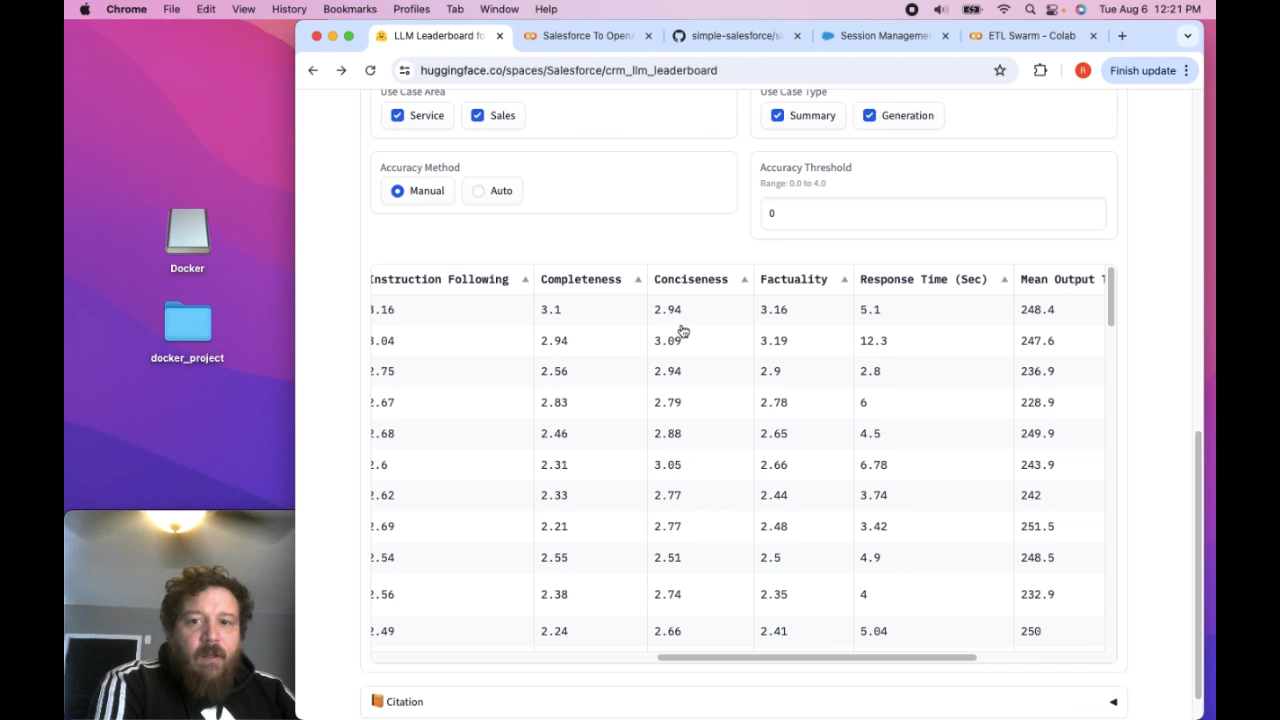 Chrome File Edit View History Bookmarks Profiles Tab Window Help Tue Aug 6 12:21 PM
LLM Leaderboard fo Salesforce To OpenA simple-salesforce/s Session Manageme ETL Swarm - Colab
huggingface.co/spaces/Salesforce/crm_llm_leaderboard R Finish update
Use Case Area Use Case Type
Service Sales Summary Generation
Accuracy Method Accuracy Threshold
Range: 0.0 to 4.0
Manual Auto
0
Instruction Following Completeness Conciseness Factuality Response Time (Sec) Mean Output T
3.16 3.1 2.94 3.16 5.1 248.4
3.04 2.94 3.09 3.19 12.3 247.6
2.75 2.56 2.94 2.9 2.8 236.9
2.67 2.83 2.79 2.78 6 228.9
2.68 2.46 2.88 2.65 4.5 249.9
2.6 2.31 3.05 2.66 6.78 243.9
2.62 2.33 2.77 2.44 3.74 242
2.69 2.21 2.77 2.48 3.42 251.5
2.54 2.55 2.51 2.5 4.9 248.5
2.56 2.38 2.74 2.35 4 232.9
2.49 2.24 2.66 2.41 5.04 250
Citation
Docker
docker_project